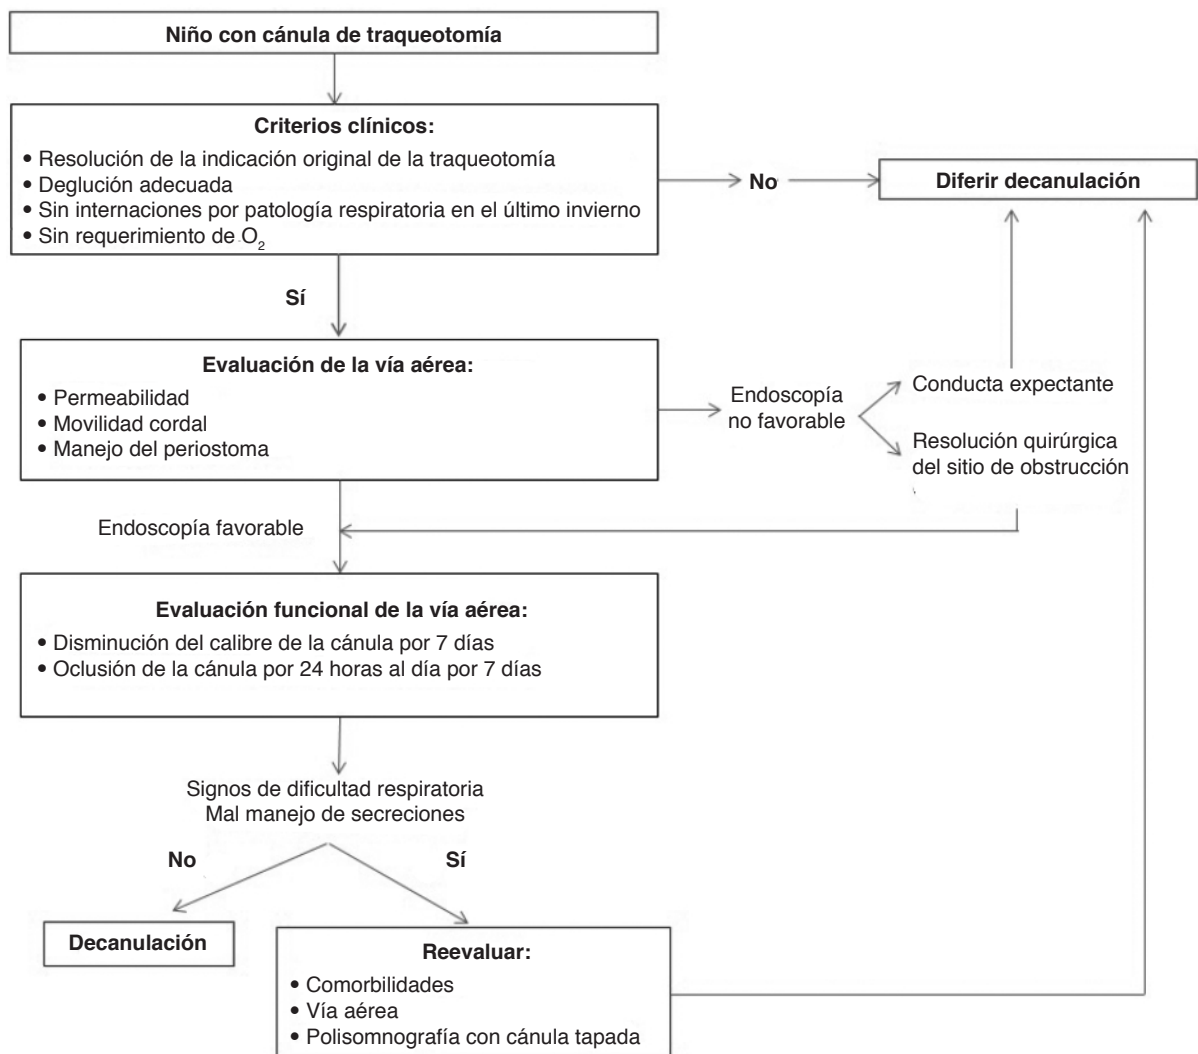 Niño con cánula de traqueotomía
Criterios clínicos:
• Resolución de la indicación original de la traqueotomía
• Deglución adecuada
• Sin internaciones por patología respiratoria en el último invierno
• Sin requerimiento de O₂
No
Diferir decanulación
Sí
Evaluación de la vía aérea:
• Permeabilidad
• Movilidad cordal
• Manejo del periostoma
Endoscopía
no favorable
Conducta expectante
Resolución quirúrgica
del sitio de obstrucción
Endoscopía favorable
Evaluación funcional de la vía aérea:
• Disminución del calibre de la cánula por 7 días
• Oclusión de la cánula por 24 horas al día por 7 días
Signos de dificultad respiratoria
Mal manejo de secreciones
No
Sí
Decanulación
Reevaluar:
• Comorbilidades
• Vía aérea
• Polisomnografía con cánula tapada